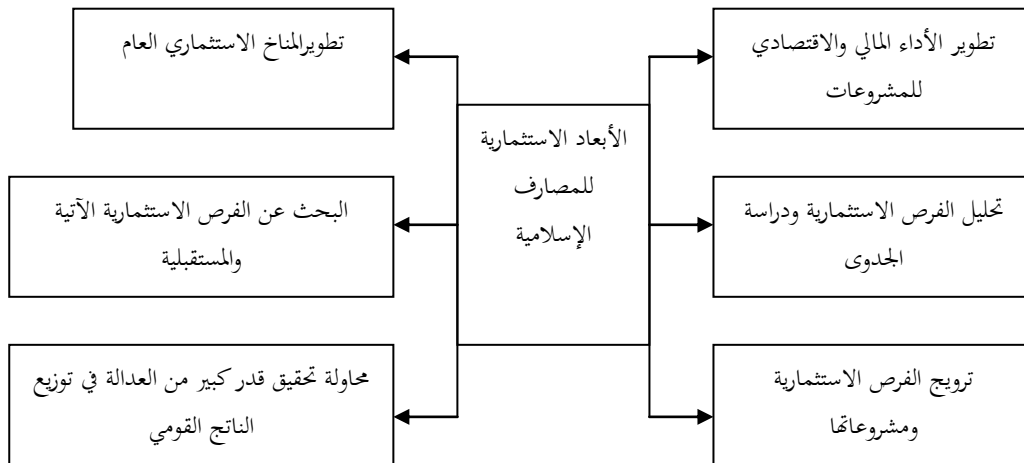 تطوير الأداء المالي والاقتصادي
للمشروعات
تطويرالمناخ الاستثماري العام
الأبعاد الاستثمارية
للمصارف
الإسلامية
تحليل الفرص الاستثمارية ودراسة
الجدوى
البحث عن الفرص الاستثمارية الآتية
والمستقبلية
ترويج الفرص الاستثمارية
ومشروعاتها
محاولة تحقيق قدر كبير من العدالة في توزيع
الناتج القومي